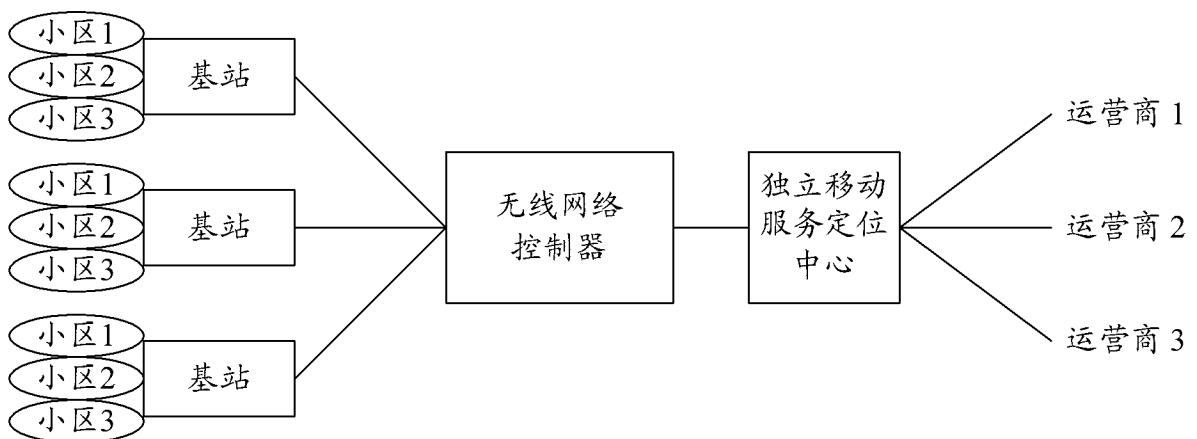 小区1
小区2
小区3
基站
小区1
小区2
小区3
基站
小区1
小区2
小区3
基站
无线网络
控制器
独立移动
服务定位
中心
运营商 1
运营商 2
运营商 3